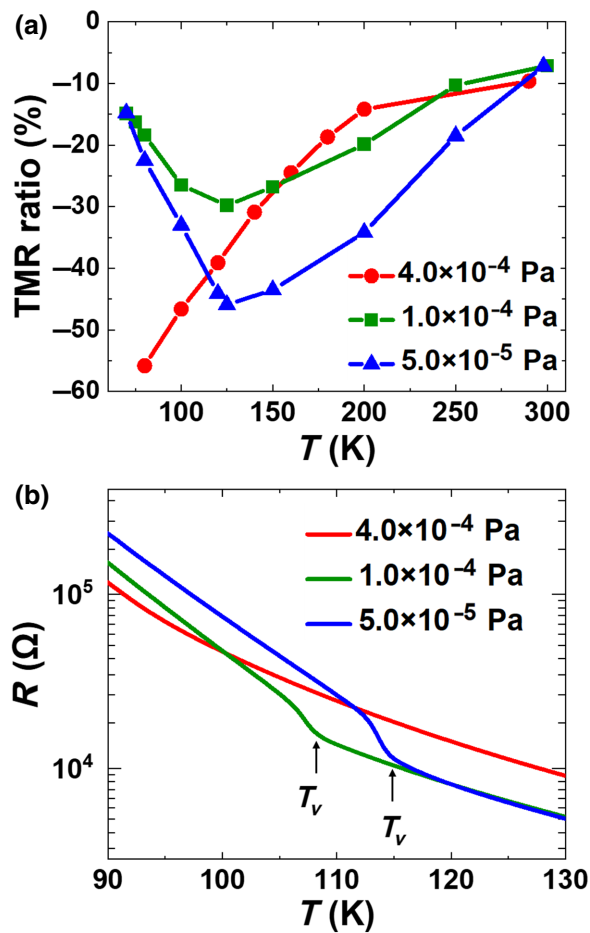 (a)
0
–10
–20
–30
–40
–50
–60
TMR ratio (%)
4.0×10⁻⁴ Pa
1.0×10⁻⁴ Pa
5.0×10⁻⁵ Pa
100 150 200 250 300
T (K)
(b)
10⁵
10⁴
R (Ω)
4.0×10⁻⁴ Pa
1.0×10⁻⁴ Pa
5.0×10⁻⁵ Pa
Tᵥ
Tᵥ
90 100 110 120 130
T (K)